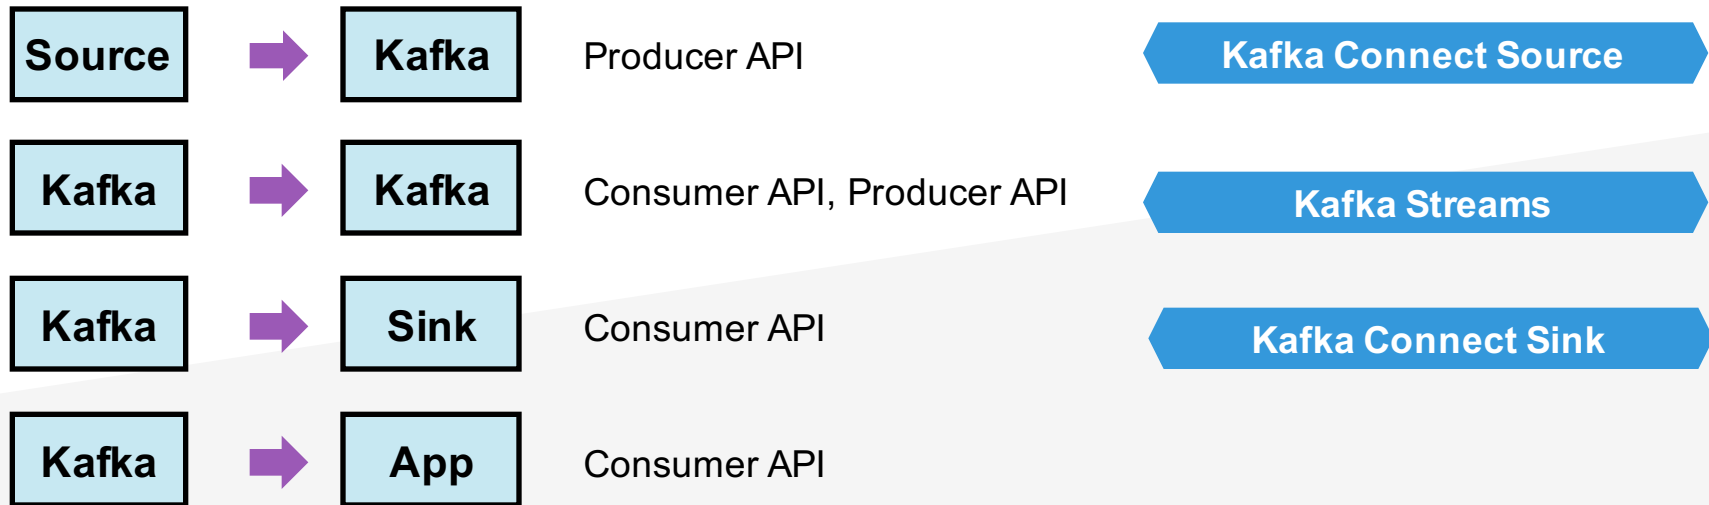 Source Kafka Producer API Kafka Connect Source
Kafka Kafka Consumer API, Producer API Kafka Streams
Kafka Sink Consumer API Kafka Connect Sink
Kafka App Consumer API